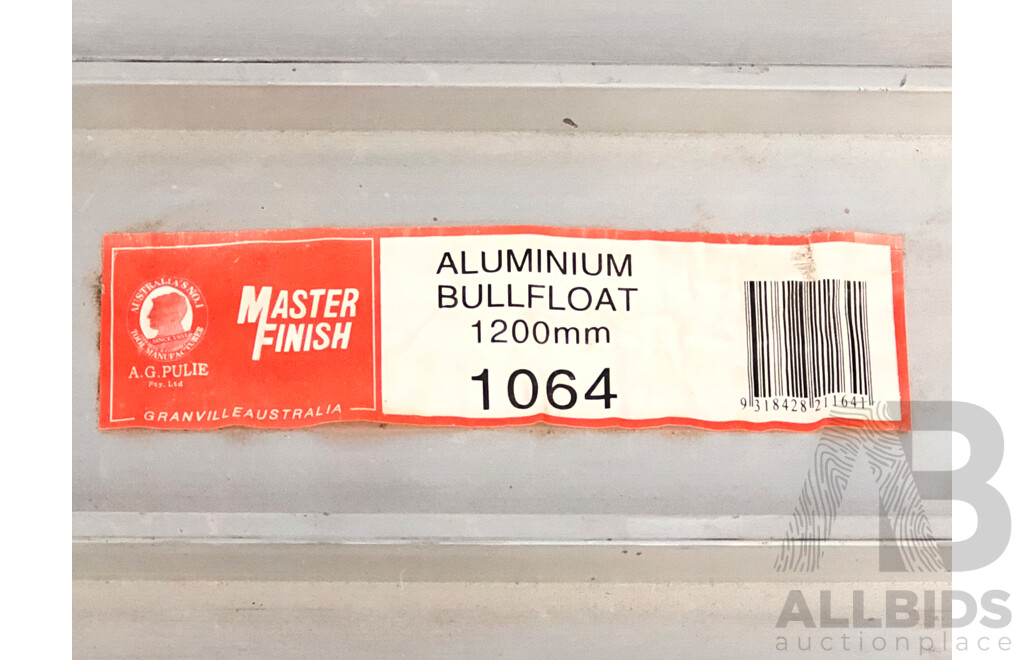 AUSTRALIA'S NO.1
TOOL MANUFACTURER
A.G.PULIE
Pty. Ltd
MASTER
FINISH
GRANVILLE AUSTRALIA
ALUMINIUM
BULLFLOAT
1200mm
1064
9 318428 211641
AB
ALLBIDS
auctionplace